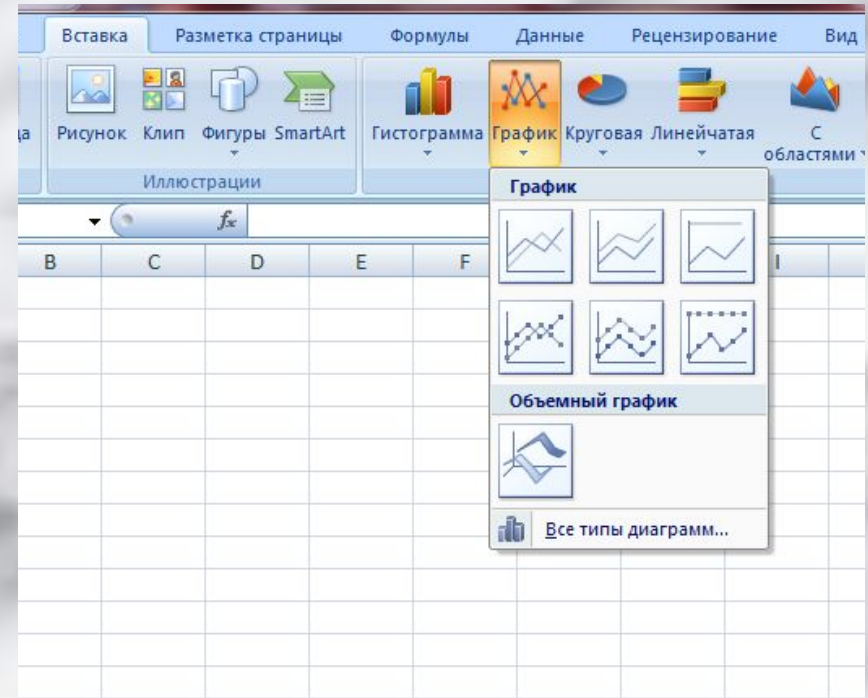 Вставка Разметка страницы Формулы Данные Рецензирование Вид
Рисунок Клип Фигуры SmartArt Гистограмма График Круговая Линейчатая С областями
Иллюстрации
График
fx
B C D E F I
Объемный график
Все типы диаграмм...